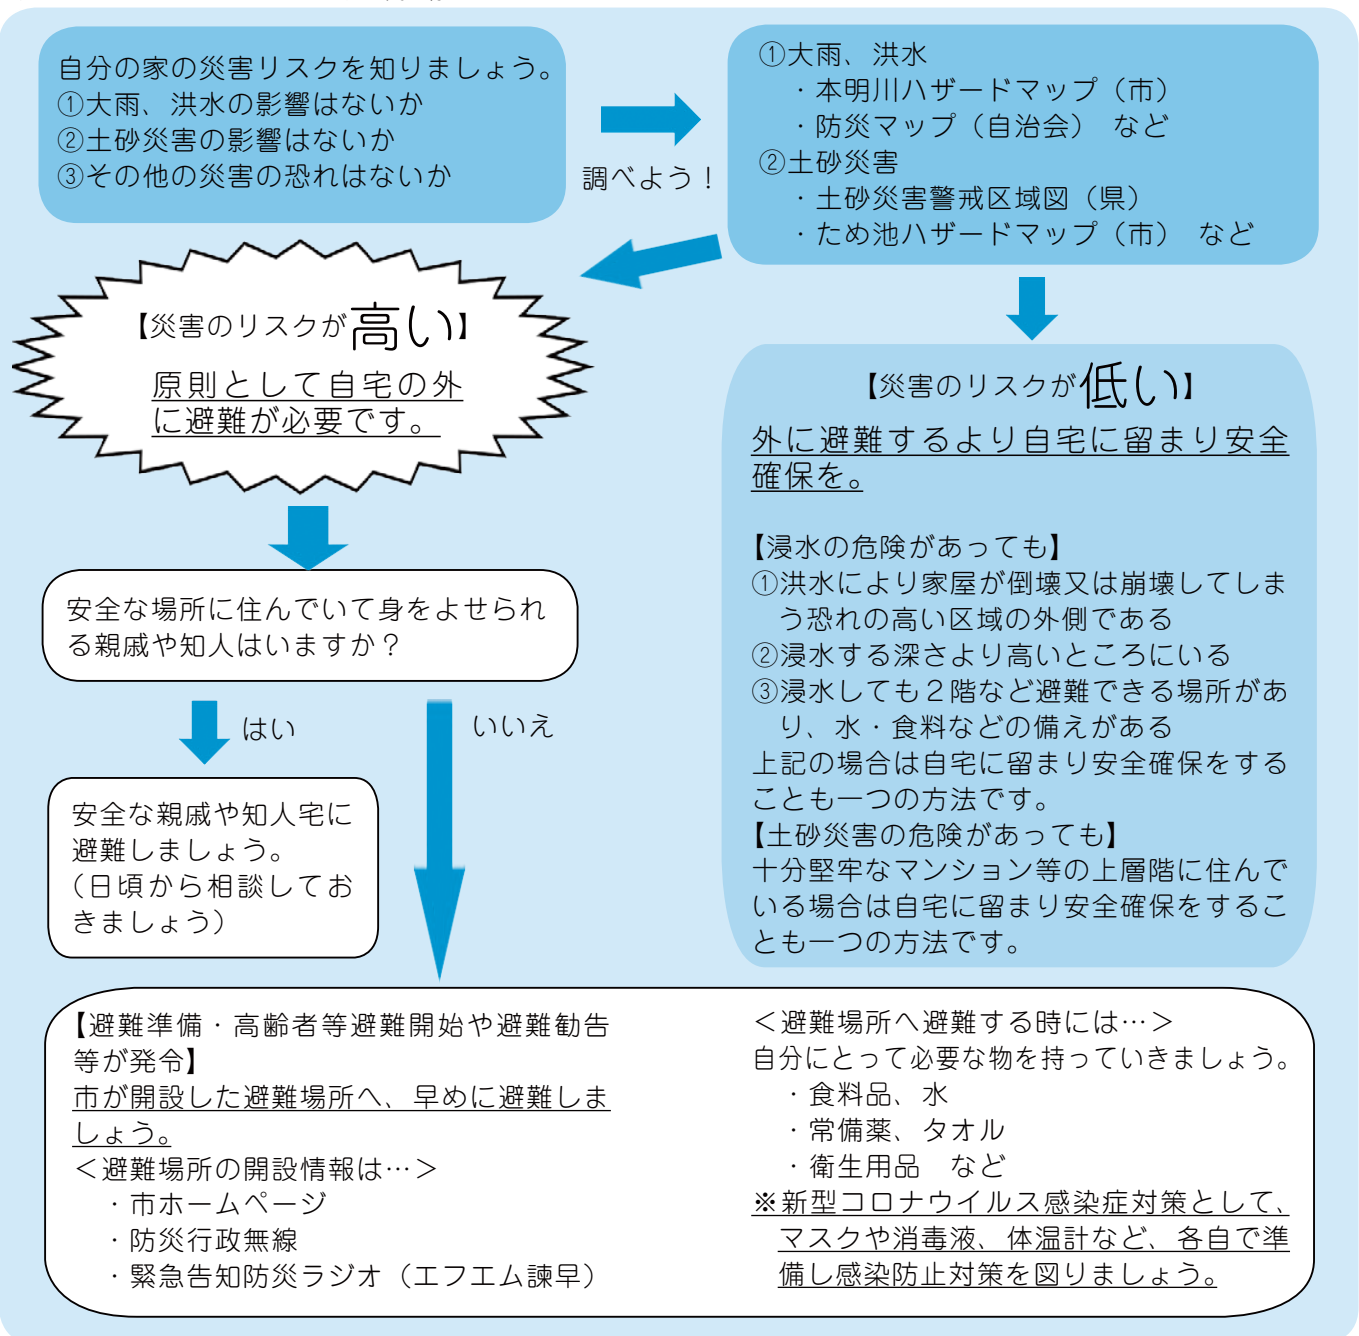 自分の家の災害リスクを知りましょう。
①大雨、洪水の影響はないか
②土砂災害の影響はないか
③その他の災害の恐れはないか
調べよう！
①大雨、洪水
・本明川ハザードマップ（市）
・防災マップ（自治会） など
②土砂災害
・土砂災害警戒区域図（県）
・ため池ハザードマップ（市） など
【災害のリスクが高い】
原則として自宅の外
に避難が必要です。
安全な場所に住んでいて身をよせられ
る親戚や知人はいますか？
はい
いいえ
安全な親戚や知人宅に
避難しましょう。
（日頃から相談してお
きましょう）
【災害のリスクが低い】
外に避難するより自宅に留まり安全
確保を。
【浸水の危険があっても】
①洪水により家屋が倒壊又は崩壊してしま
う恐れの高い区域の外側である
②浸水する深さより高いところにいる
③浸水しても２階など避難できる場所があ
り、水・食料などの備えがある
上記の場合は自宅に留まり安全確保をする
ことも一つの方法です。
【土砂災害の危険があっても】
十分堅牢なマンション等の上層階に住んで
いる場合は自宅に留まり安全確保をするこ
とも一つの方法です。
【避難準備・高齢者等避難開始や避難勧告
等が発令】
市が開設した避難場所へ、早めに避難しま
しょう。
＜避難場所の開設情報は…＞
・市ホームページ
・防災行政無線
・緊急告知防災ラジオ（エフエム諫早）
＜避難場所へ避難する時には…＞
自分にとって必要な物を持っていきましょう。
・食料品、水
・常備薬、タオル
・衛生用品　など
※新型コロナウイルス感染症対策として、
マスクや消毒液、体温計など、各自で準
備し感染防止対策を図りましょう。